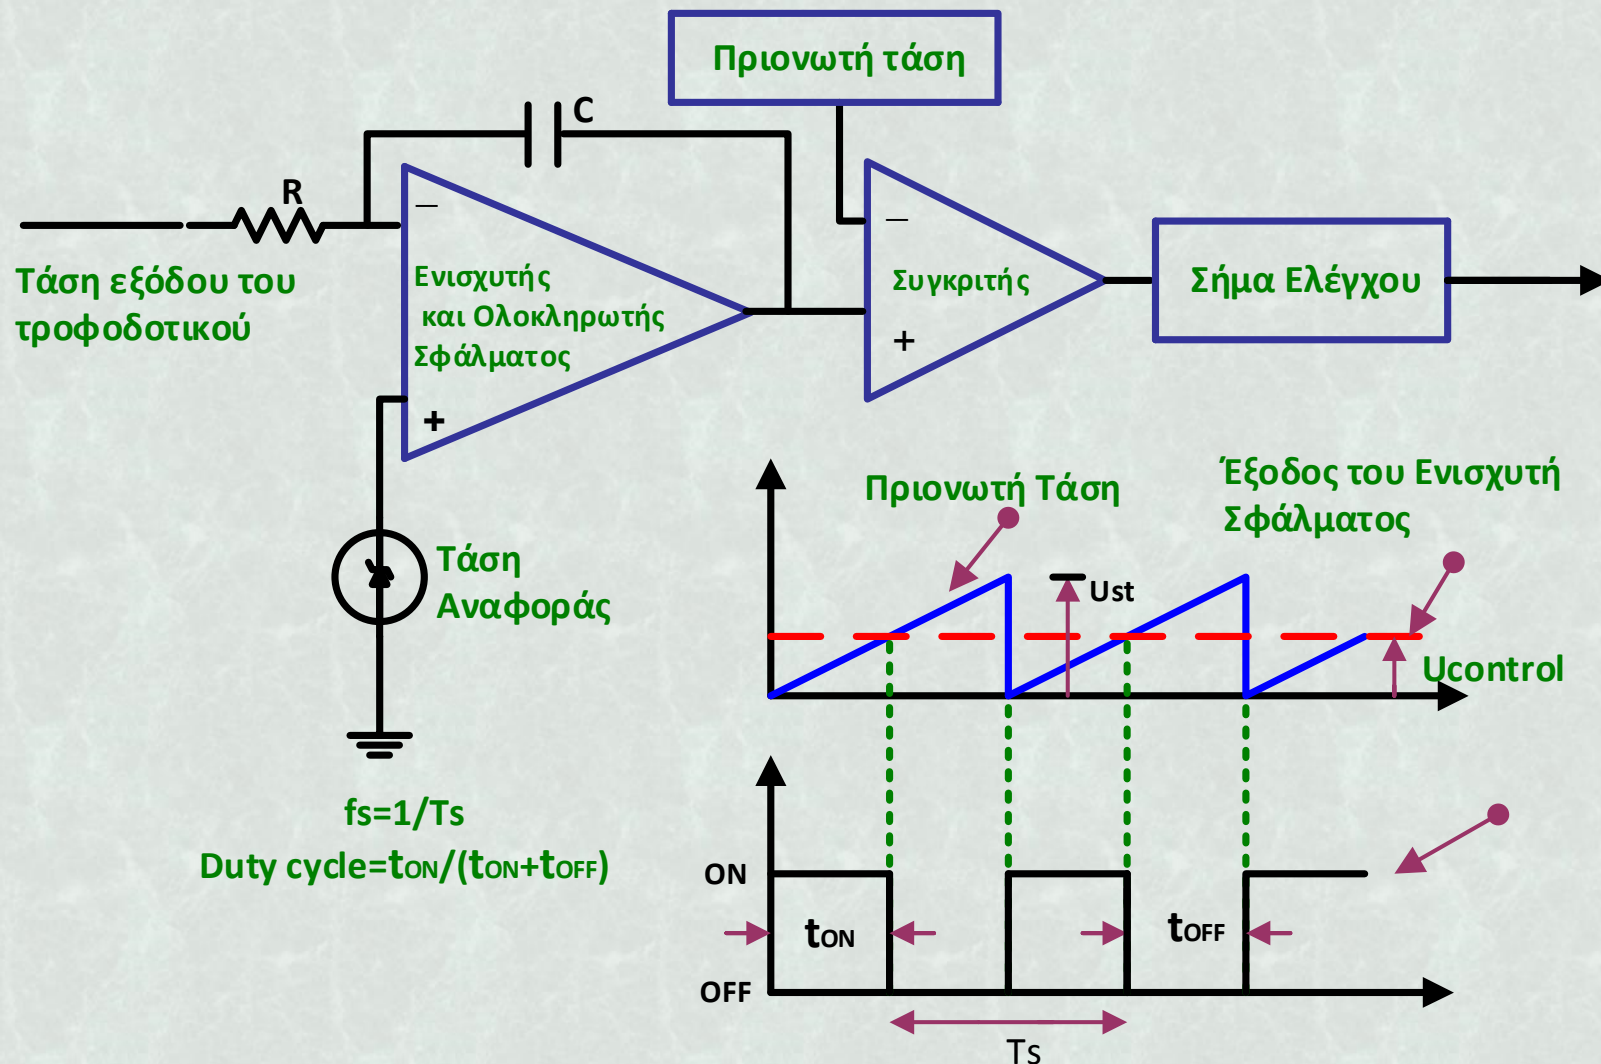 Πριονωτή τάση
C
R
Τάση εξόδου του
τροφοδοτικού
_
Ενισχυτής
και Ολοκληρωτής
Σφάλματος
+
_
Συγκριτής
+
Σήμα Ελέγχου
Τάση
Αναφοράς
Πριονωτή Τάση
Έξοδος του Ενισχυτή
Σφάλματος
Ust
Ucontrol
fs=1/Ts
Duty cycle=tON/(tON+tOFF)
ON
tON
tOFF
OFF
Ts